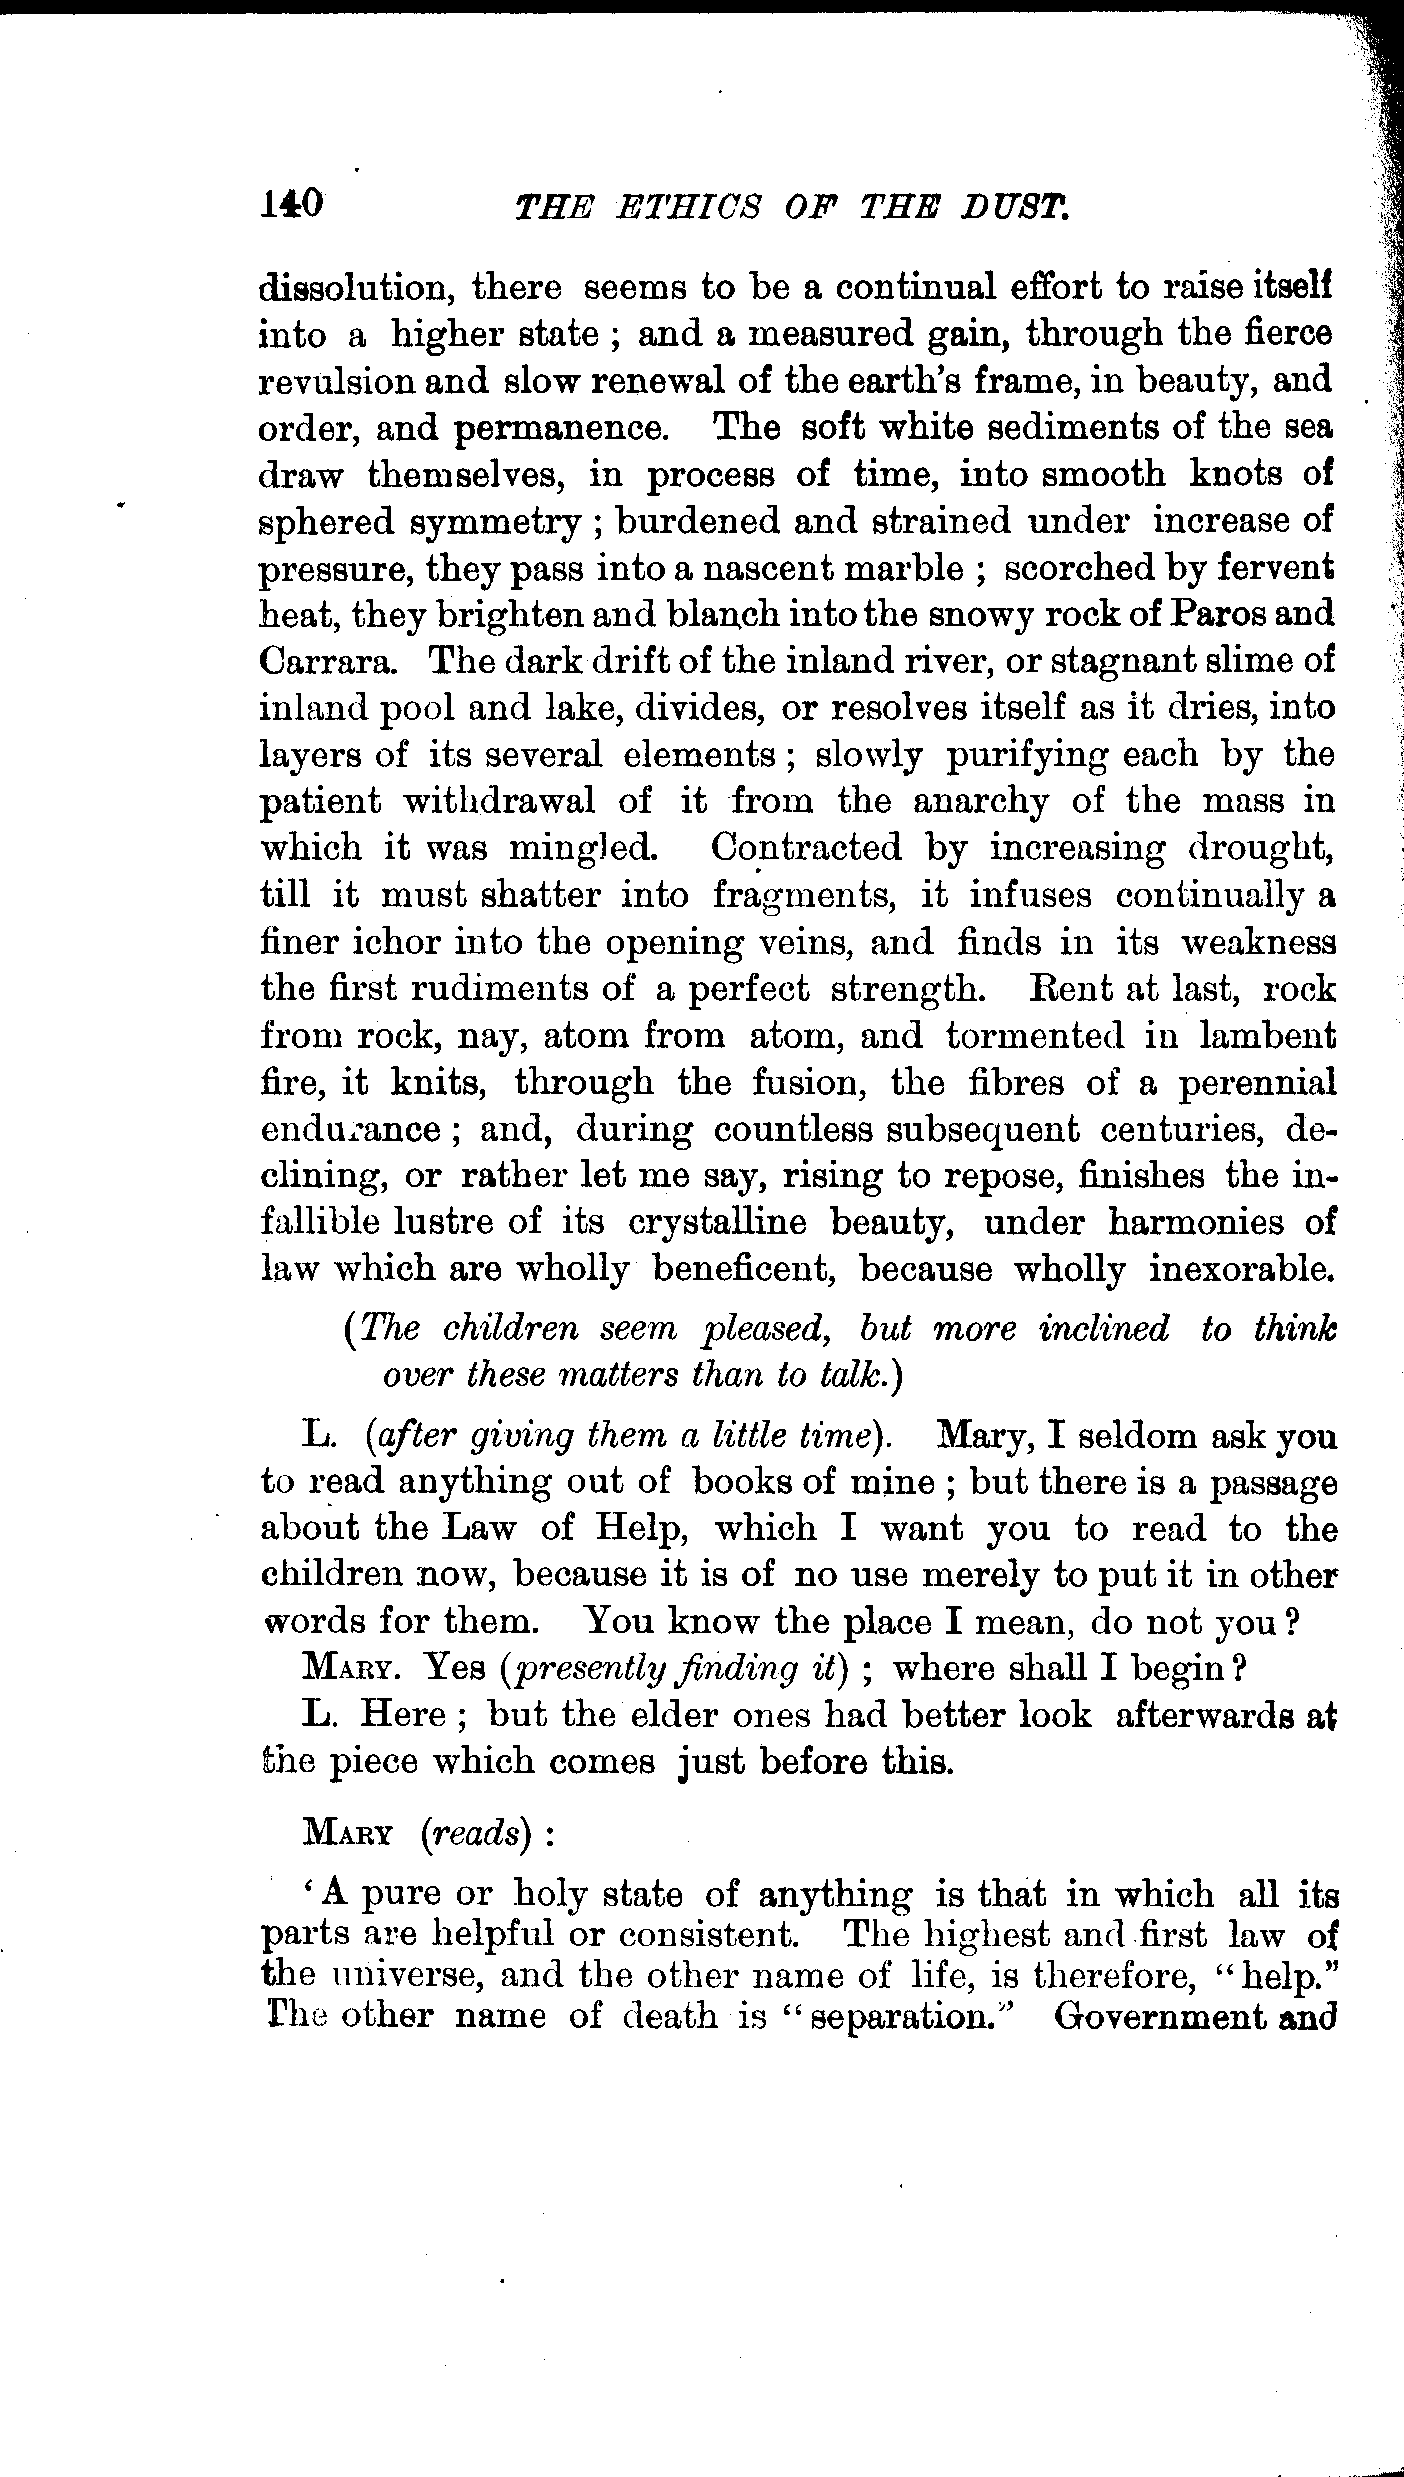 140 THE ETHICS OF THE DUST.
dissolution, there seems to be a continual effort to raise itself
into a higher state ; and a measured gain, through the fierce
revulsion and slow renewal of the earth's frame, in beauty, and
order, and permanence. The soft white sediments of the sea
draw themselves, in process of time, into smooth knots of
sphered symmetry ; burdened and strained under increase of
pressure, they pass into a nascent marble ; scorched by fervent
heat, they brighten and blanch into the snowy rock of Paros and
Carrara. The dark drift of the inland river, or stagnant slime of
inland pool and lake, divides, or resolves itself as it dries, into
layers of its several elements ; slowly purifying each by the
patient withdrawal of it from the anarchy of the mass in
which it was mingled. Contracted by increasing drought,
till it must shatter into fragments, it infuses continually a
finer ichor into the opening veins, and finds in its weakness
the first rudiments of a perfect strength. Rent at last, rock
from rock, nay, atom from atom, and tormented in lambent
fire, it knits, through the fusion, the fibres of a perennial
endurance ; and, during countless subsequent centuries, de-
clining, or rather let me say, rising to repose, finishes the in-
fallible lustre of its crystalline beauty, under harmonies of
law which are wholly beneficent, because wholly inexorable.
(The children seem pleased, but more inclined to think
over these matters than to talk.)
L. (after giving them a little time). Mary, I seldom ask you
to read anything out of books of mine ; but there is a passage
about the Law of Help, which I want you to read to the
children now, because it is of no use merely to put it in other
words for them. You know the place I mean, do not you ?
MARY. Yes (presently finding it) ; where shall I begin ?
L. Here ; but the elder ones had better look afterwards at
the piece which comes just before this.
MARY (reads) :
‘ A pure or holy state of anything is that in which all its
parts are helpful or consistent. The highest and first law of
the universe, and the other name of life, is therefore, “ help.”
The other name of death is “ separation.” Government and